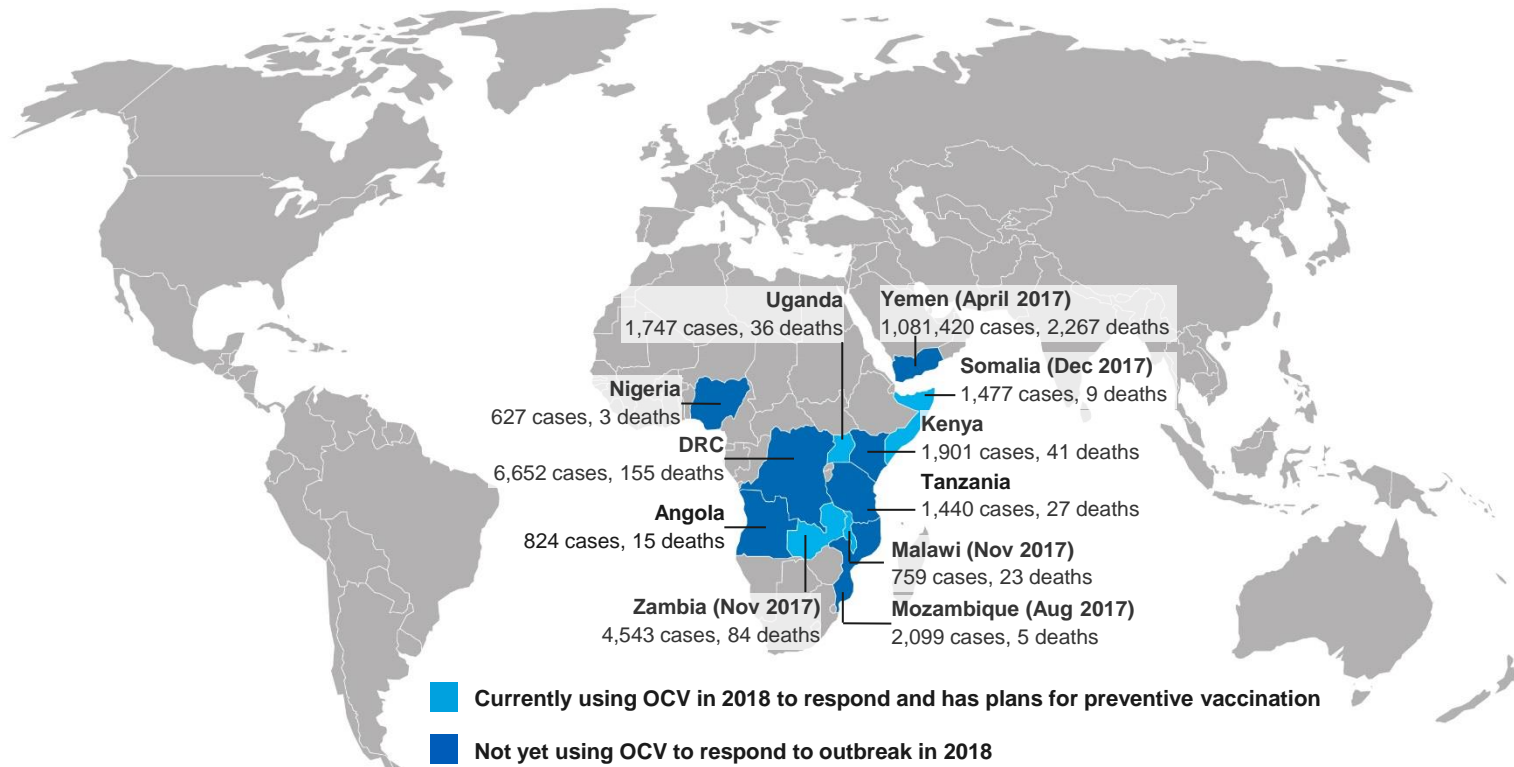 Uganda
1,747 cases, 36 deaths
Yemen (April 2017)
1,081,420 cases, 2,267 deaths
Somalia (Dec 2017)
1,477 cases, 9 deaths
Nigeria
627 cases, 3 deaths
Kenya
1,901 cases, 41 deaths
DRC
6,652 cases, 155 deaths
Tanzania
1,440 cases, 27 deaths
Angola
824 cases, 15 deaths
Malawi (Nov 2017)
759 cases, 23 deaths
Zambia (Nov 2017)
4,543 cases, 84 deaths
Mozambique (Aug 2017)
2,099 cases, 5 deaths
Currently using OCV in 2018 to respond and has plans for preventive vaccination
Not yet using OCV to respond to outbreak in 2018